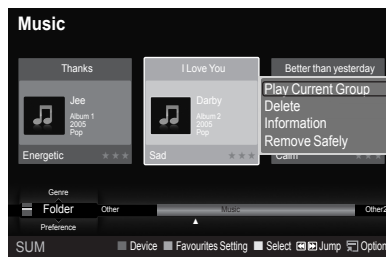 Music
Thanks
I Love You
Better than yesterday
Jee
Album 1
2005
Pop
Darby
Album 2
2005
Pop
Play Current Group
Delete
Information
Remove Safely
Energetic
Sad
Calm
Genre
Folder
Other
Music
Other2
Preference
SUM
Device
Favourites Setting
Select
Jump
Option